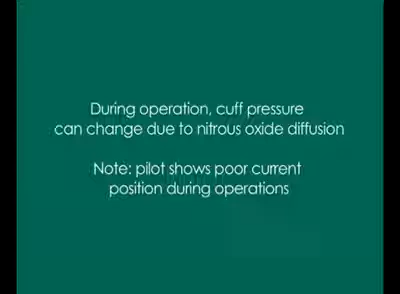 During operation, cuff pressure
can change due to nitrous oxide diffusion
Note: pilot shows poor current
position during operations